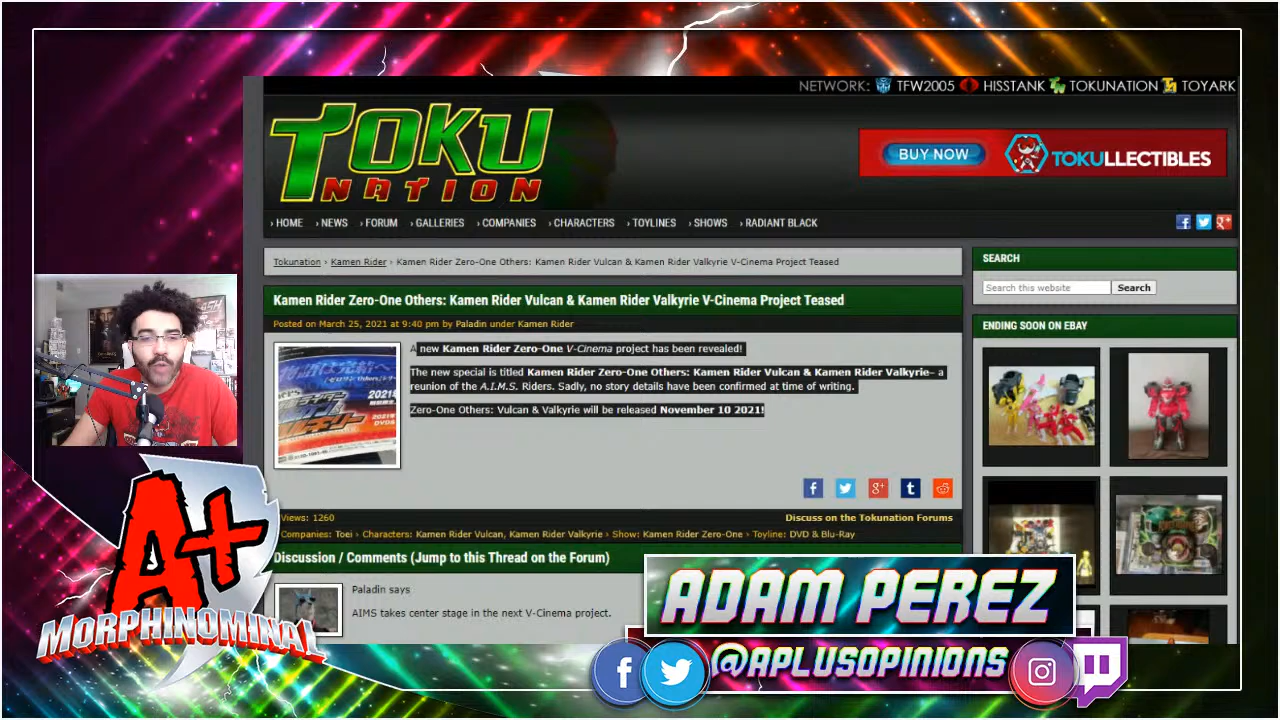 NETWORK: TFW2005 HISSTANK TOKUNATION TOYARK
TOKU
NATION
BUY NOW TOKULLECTIBLES
› HOME › NEWS › FORUM › GALLERIES › COMPANIES › CHARACTERS › TOYLINES › SHOWS › RADIANT BLACK
Tokunation › Kamen Rider › Kamen Rider Zero-One Others: Kamen Rider Vulcan & Kamen Rider Valkyrie V-Cinema Project Teased
SEARCH
Search this website Search
Kamen Rider Zero-One Others: Kamen Rider Vulcan & Kamen Rider Valkyrie V-Cinema Project Teased
Posted on March 25, 2021 at 9:40 pm by Paladin under Kamen Rider
ENDING SOON ON EBAY
A new Kamen Rider Zero-One V-Cinema project has been revealed!
The new special is titled Kamen Rider Zero-One Others: Kamen Rider Vulcan & Kamen Rider Valkyrie– a
reunion of the A.I.M.S. Riders. Sadly, no story details have been confirmed at time of writing.
Zero-One Others: Vulcan & Valkyrie will be released November 10 2021!
Views: 1260
Discuss on the Tokunation Forums
Companies: Toei › Characters: Kamen Rider Vulcan, Kamen Rider Valkyrie › Show: Kamen Rider Zero-One › Toyline: DVD & Blu-Ray
Discussion / Comments (Jump to this Thread on the Forum)
Paladin says
AIMS takes center stage in the next V-Cinema project.
A+
MORPHINOMINAL
ADAM PEREZ
@APLUSOPINIONS